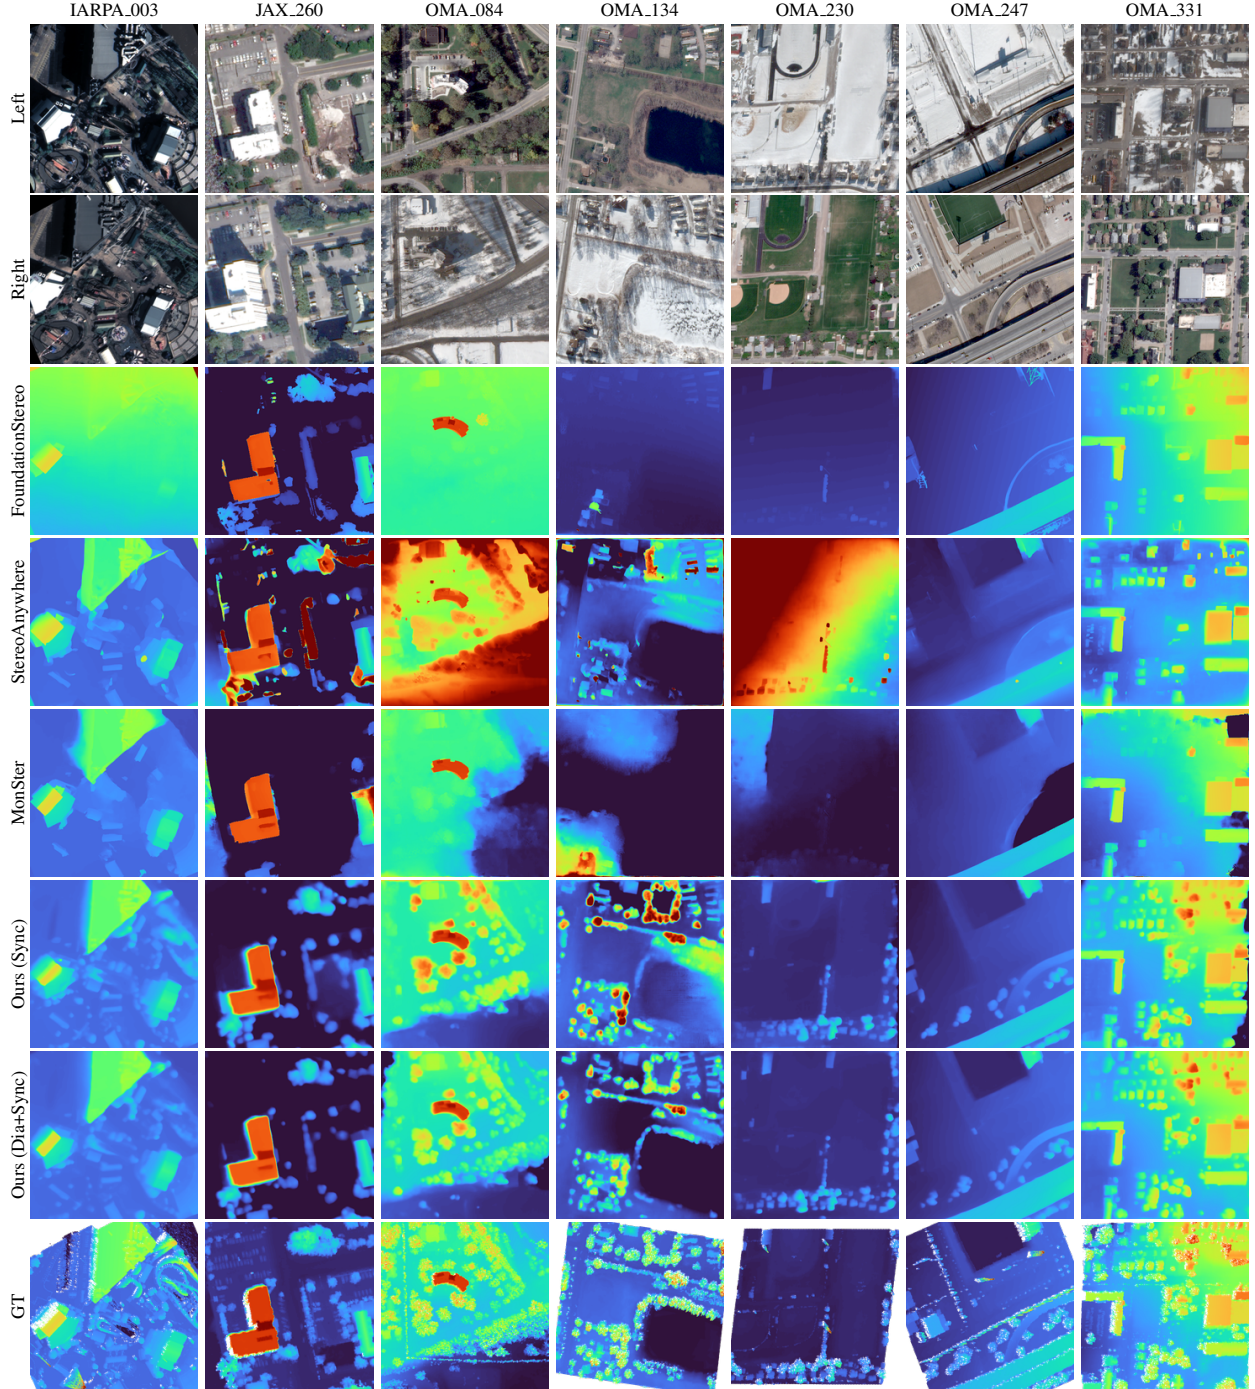 IARPA_003 JAX_260 OMA_084 OMA_134 OMA_230 OMA_247 OMA_331
Left
Right
FoundationStereo
StereoAnywhere
MonSter
Ours (Sync)
Ours (Dia+Sync)
GT